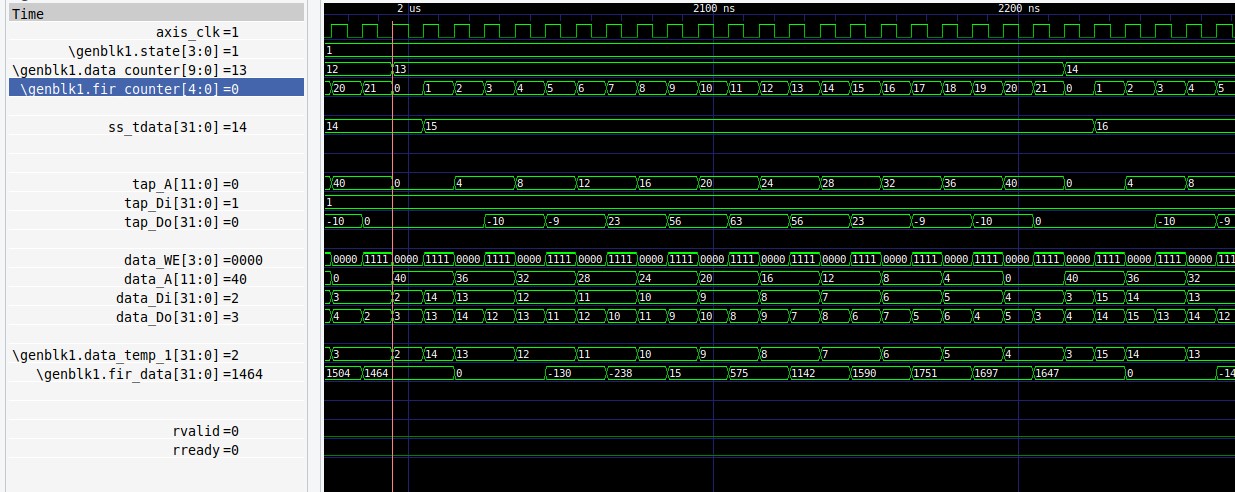 2 us 2100 ns 2200 ns
Time
axis_clk =1
\genblk1.state[3:0] =1 1
\genblk1.data_counter[9:0] =13 12 13 14
\genblk1.fir_counter[4:0] =0 20 21 0 1 2 3 4 5 6 7 8 9 10 11 12 13 14 15 16 17 18 19 20 21 0 1 2 3 4 5
ss_tdata[31:0] =14 14 15 16
tap_A[11:0] =0 40 0 4 8 12 16 20 24 28 32 36 40 0 4 8
tap_Di[31:0] =1 1
tap_Do[31:0] =0 -10 0 -10 -9 23 56 63 56 23 -9 -10 0 -10 -9
data_WE[3:0] =0000 0000 1111 0000 1111 0000 1111 0000 1111 0000 1111 0000 1111 0000 1111 0000 1111 0000 1111 0000 1111 0000 1111 0000 1111 0000 1111 0000 1111 0000 111
data_A[11:0] =40 0 40 36 32 28 24 20 16 12 8 4 0 40 36 32
data_Di[31:0] =2 3 2 14 13 12 11 10 9 8 7 6 5 4 3 15 14 13
data_Do[31:0] =3 4 2 3 13 14 12 13 11 12 10 11 9 10 8 9 7 8 6 7 5 6 4 5 3 4 14 15 13 14 12
\genblk1.data_temp_1[31:0] =2 3 2 14 13 12 11 10 9 8 7 6 5 4 3 15 14 13
\genblk1.fir_data[31:0] =1464 1504 1464 0 -130 -238 15 575 1142 1590 1751 1697 1647 0 -14
rvalid =0
rready =0